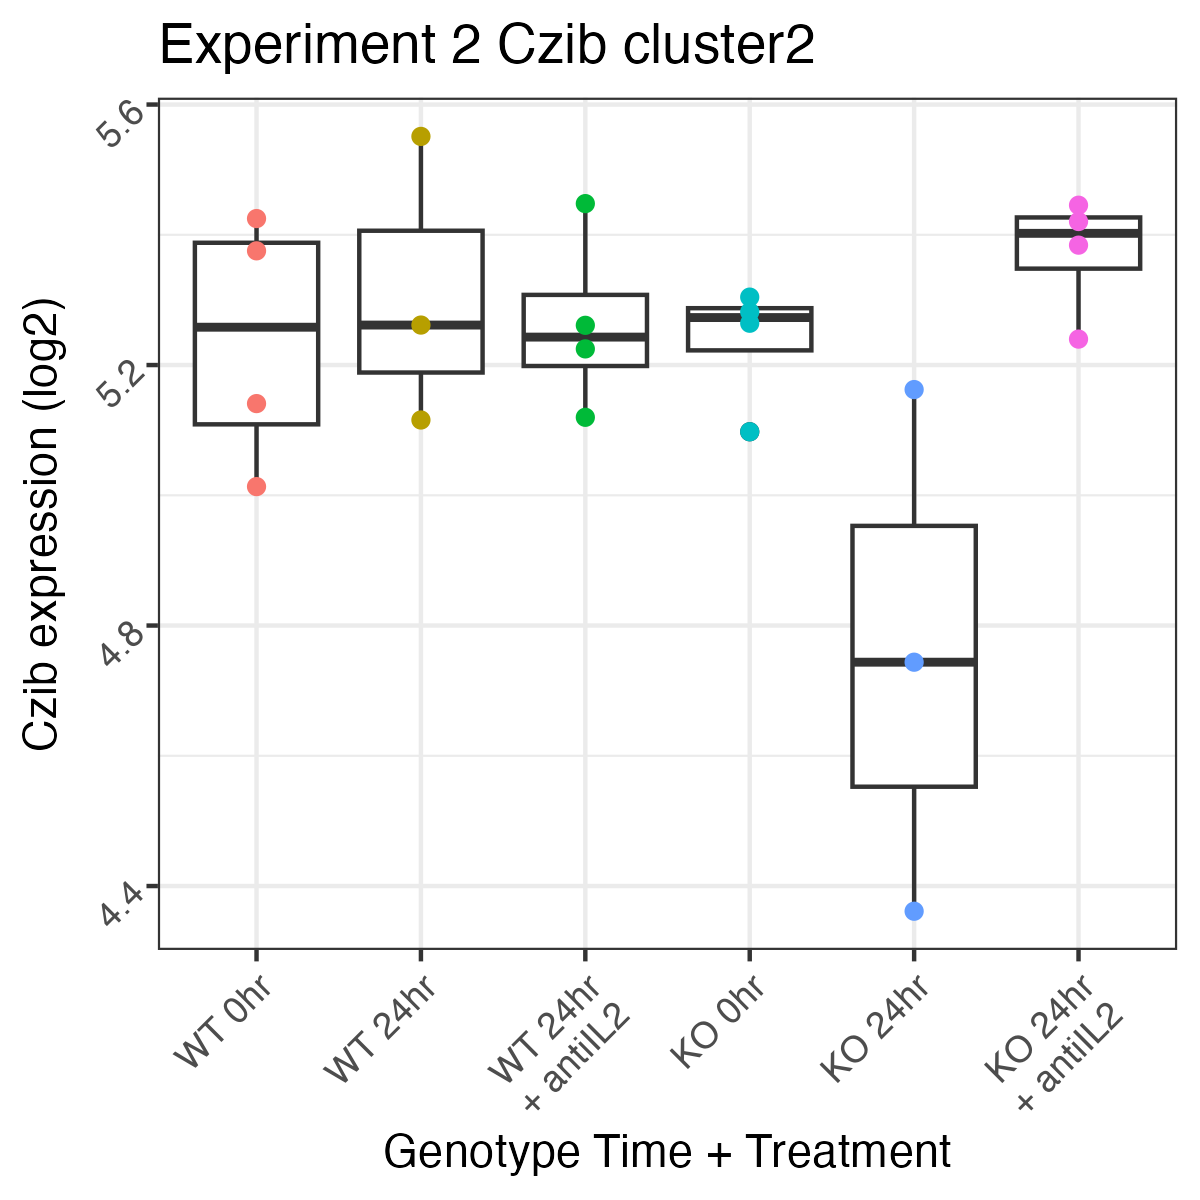 Experiment 2 Czib cluster2
Czib expression (log2)
5.6
5.2
4.8
4.4
WT 0hr
WT 24hr
WT 24hr
+ antiIL2
KO 0hr
KO 24hr
KO 24hr
+ antiIL2
Genotype Time + Treatment